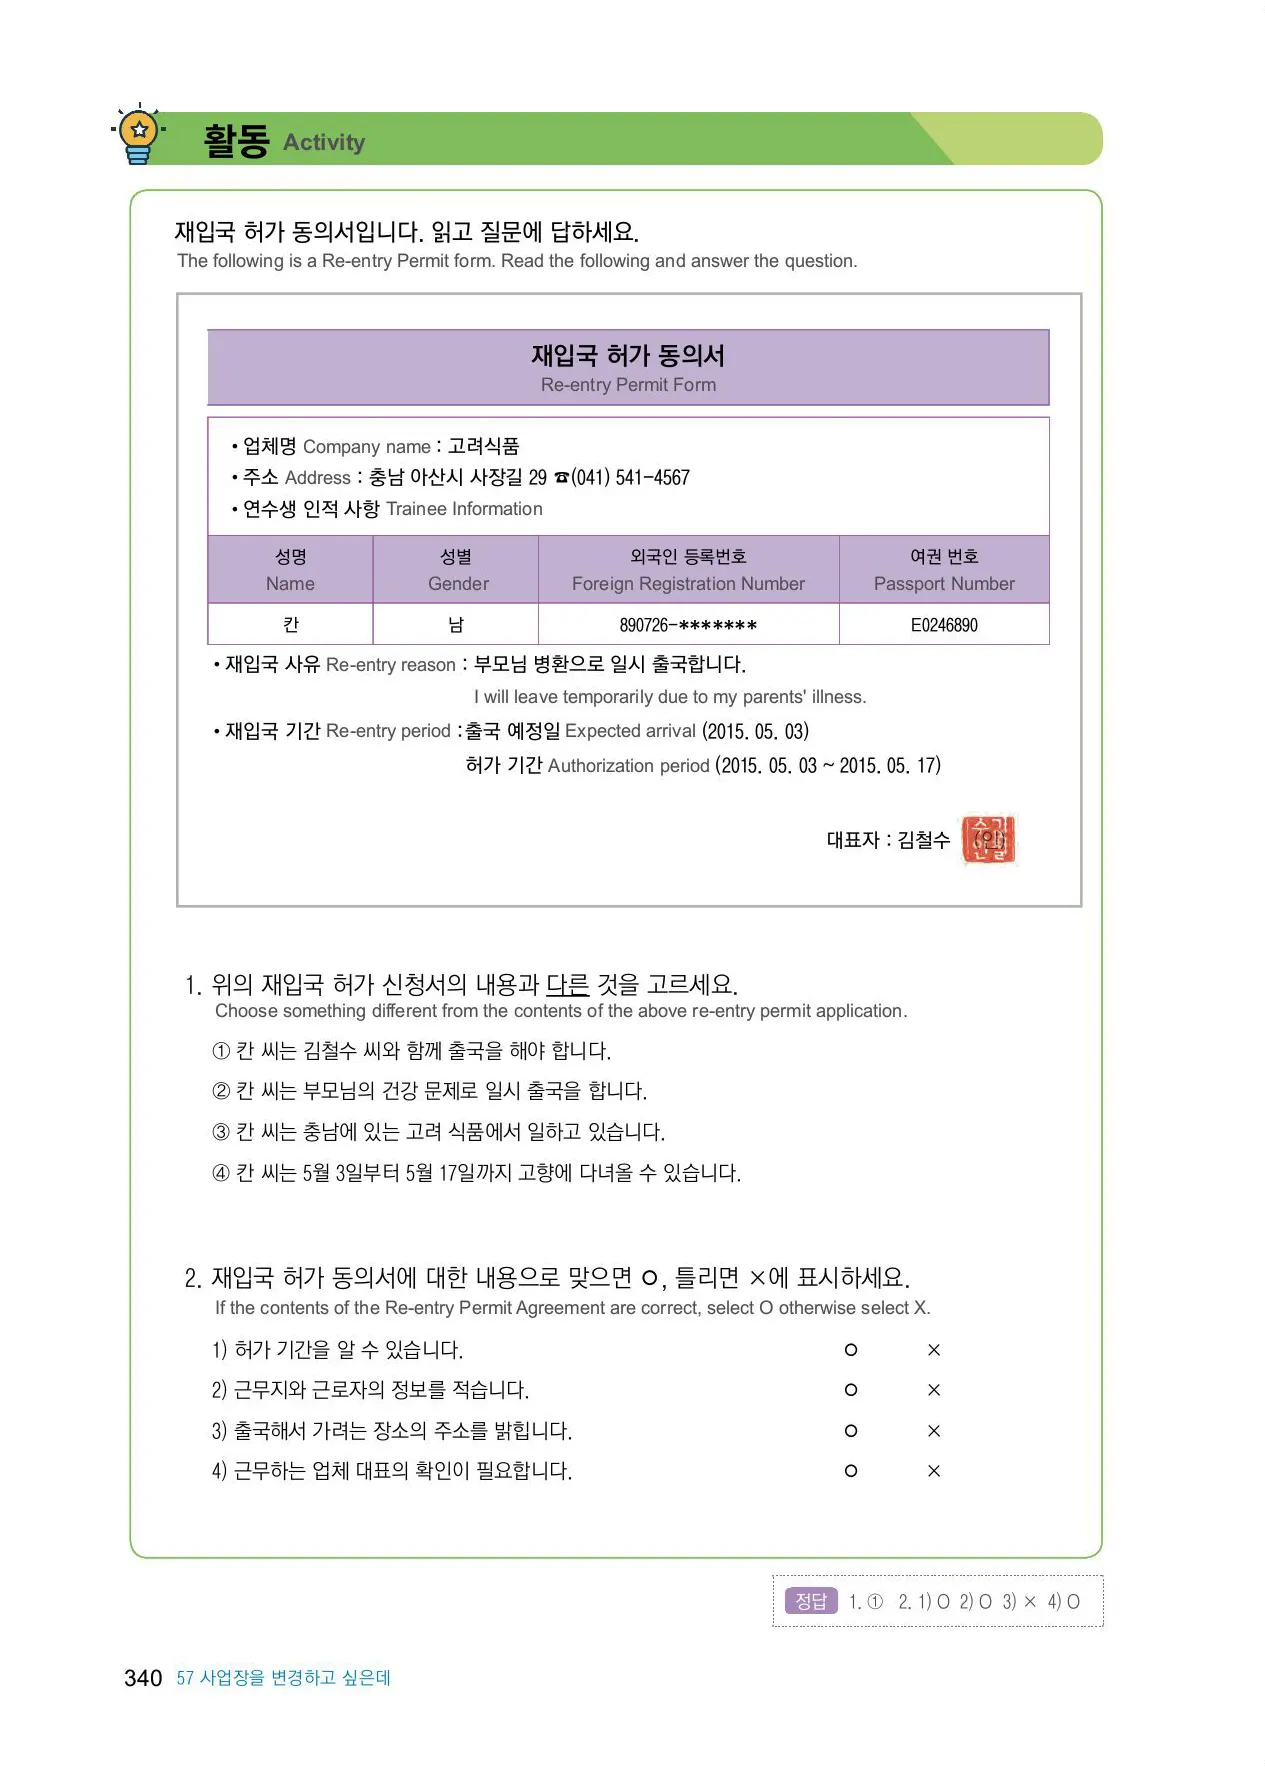 활동 Activity
재입국 허가 동의서입니다. 읽고 질문에 답하세요.
The following is a Re-entry Permit form. Read the following and answer the question.
재입국 허가 동의서
Re-entry Permit Form
• 업체명 Company name : 고려식품
• 주소 Address : 충남 아산시 사장길 29 ☎(041) 541-4567
• 연수생 인적 사항 Trainee Information
성명 성별 외국인 등록번호 여권 번호
Name Gender Foreign Registration Number Passport Number
칸 남 890726-******* E0246890
• 재입국 사유 Re-entry reason : 부모님 병환으로 일시 출국합니다.
I will leave temporarily due to my parents' illness.
• 재입국 기간 Re-entry period : 출국 예정일 Expected arrival (2015. 05. 03)
허가 기간 Authorization period (2015. 05. 03 ~ 2015. 05. 17)
대표자 : 김철수 (인)
1. 위의 재입국 허가 신청서의 내용과 다른 것을 고르세요.
Choose something different from the contents of the above re-entry permit application.
① 칸 씨는 김철수 씨와 함께 출국을 해야 합니다.
② 칸 씨는 부모님의 건강 문제로 일시 출국을 합니다.
③ 칸 씨는 충남에 있는 고려 식품에서 일하고 있습니다.
④ 칸 씨는 5월 3일부터 5월 17일까지 고향에 다녀올 수 있습니다.
2. 재입국 허가 동의서에 대한 내용으로 맞으면 O, 틀리면 ×에 표시하세요.
If the contents of the Re-entry Permit Agreement are correct, select O otherwise select X.
1) 허가 기간을 알 수 있습니다. O ×
2) 근무지와 근로자의 정보를 적습니다. O ×
3) 출국해서 가려는 장소의 주소를 밝힙니다. O ×
4) 근무하는 업체 대표의 확인이 필요합니다. O ×
정답 1. ① 2. 1) O 2) O 3) × 4) O
340 57 사업장을 변경하고 싶은데